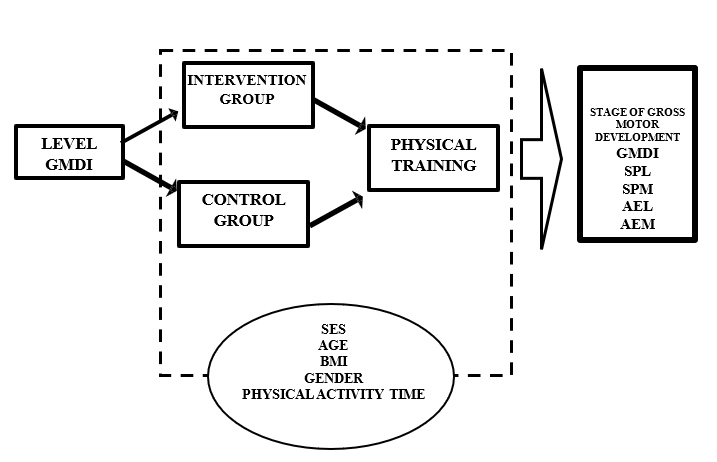 LEVEL
GMDI
INTERVENTION
GROUP
CONTROL
GROUP
PHYSICAL
TRAINING
STAGE OF GROSS
MOTOR
DEVELOPMENT
GMDI
SPL
SPM
AEL
AEM
SES
AGE
BMI
GENDER
PHYSICAL ACTIVITY TIME